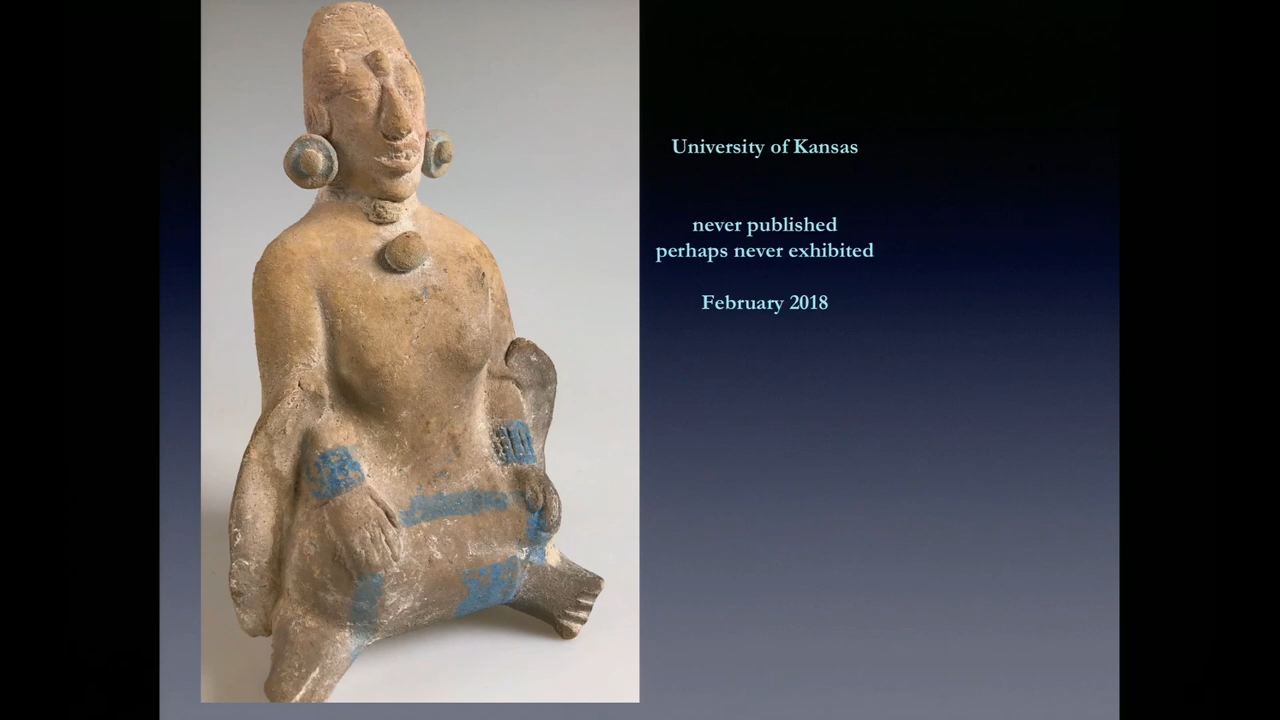 University of Kansas
never published
perhaps never exhibited
February 2018